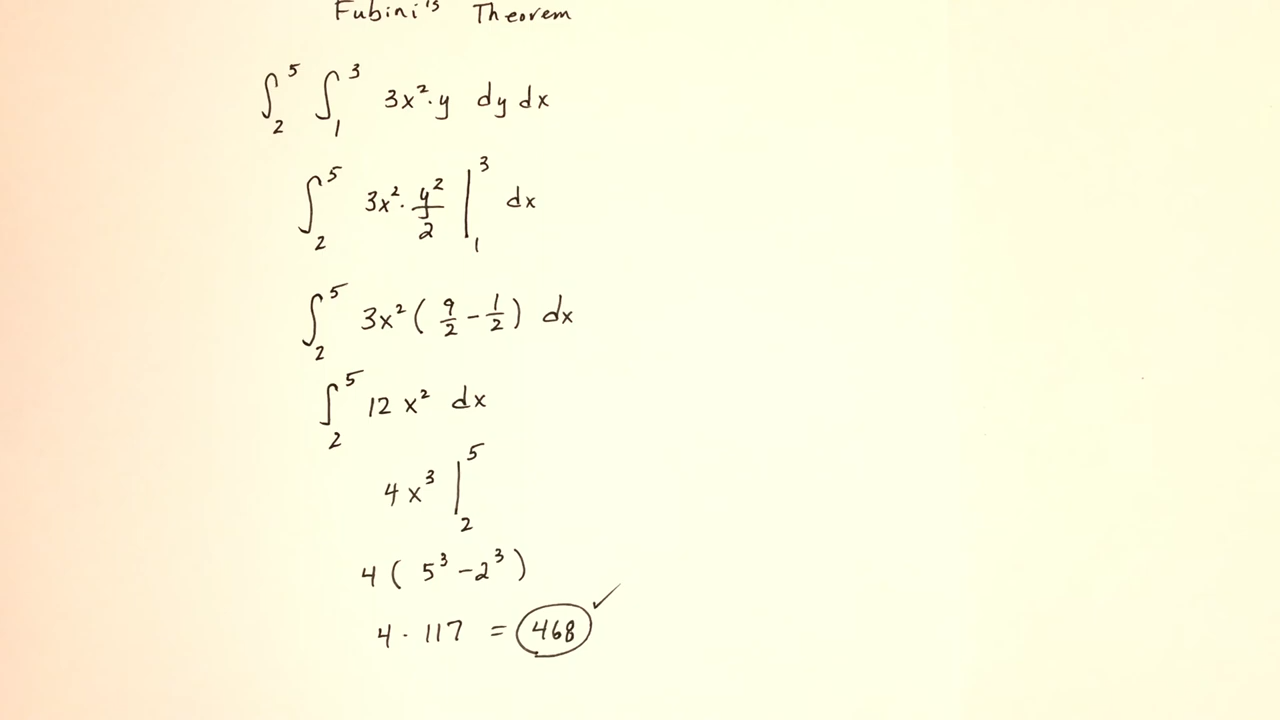 Fubini's Theorem
∫₂⁵ ∫₁³ 3x²·y dy dx
∫₂⁵ 3x²· y²/2 |₁³ dx
∫₂⁵ 3x² ( 9/2 - 1/2 ) dx
∫₂⁵ 12 x² dx
4x³ |₂⁵
4 ( 5³ - 2³ )
4 · 117 = 468 ✓